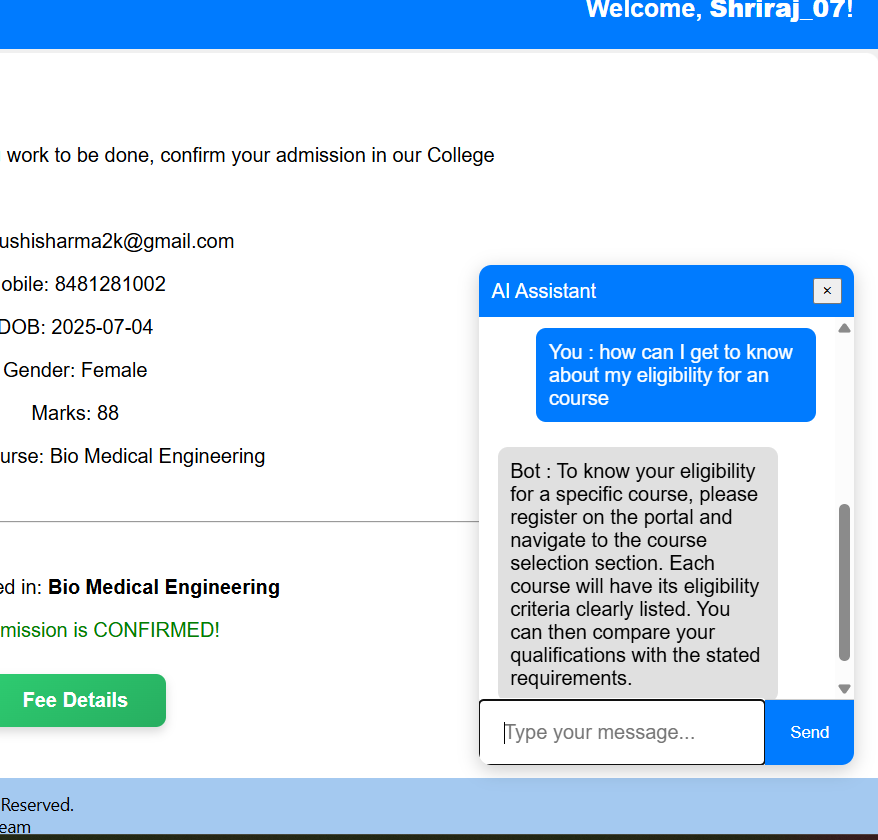 Welcome, Shriraj_07!
work to be done, confirm your admission in our College
ushisharma2k@gmail.com
obile: 8481281002
DOB: 2025-07-04
Gender: Female
Marks: 88
urse: Bio Medical Engineering
ed in: Bio Medical Engineering
mission is CONFIRMED!
Fee Details
Reserved.
eam
AI Assistant
×
You : how can I get to know
about my eligibility for an
course
Bot : To know your eligibility
for a specific course, please
register on the portal and
navigate to the course
selection section. Each
course will have its eligibility
criteria clearly listed. You
can then compare your
qualifications with the stated
requirements.
Type your message...
Send